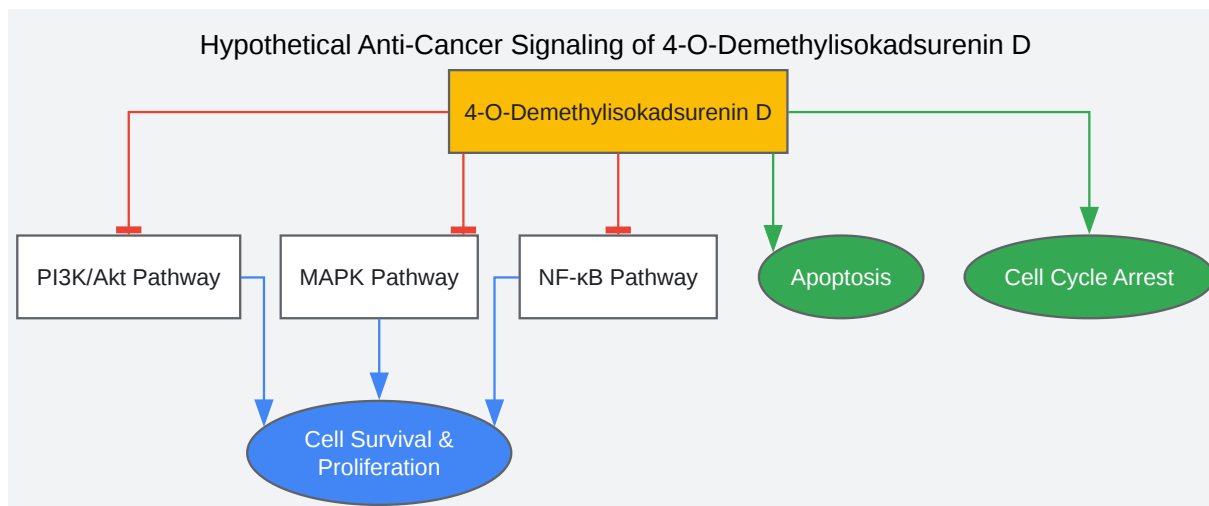 Hypothetical Anti-Cancer Signaling of 4-O-Demethylisokadsurenin D
4-O-Demethylisokadsurenin D
PI3K/Akt Pathway
MAPK Pathway
NF-κB Pathway
Apoptosis
Cell Cycle Arrest
Cell Survival &
Proliferation